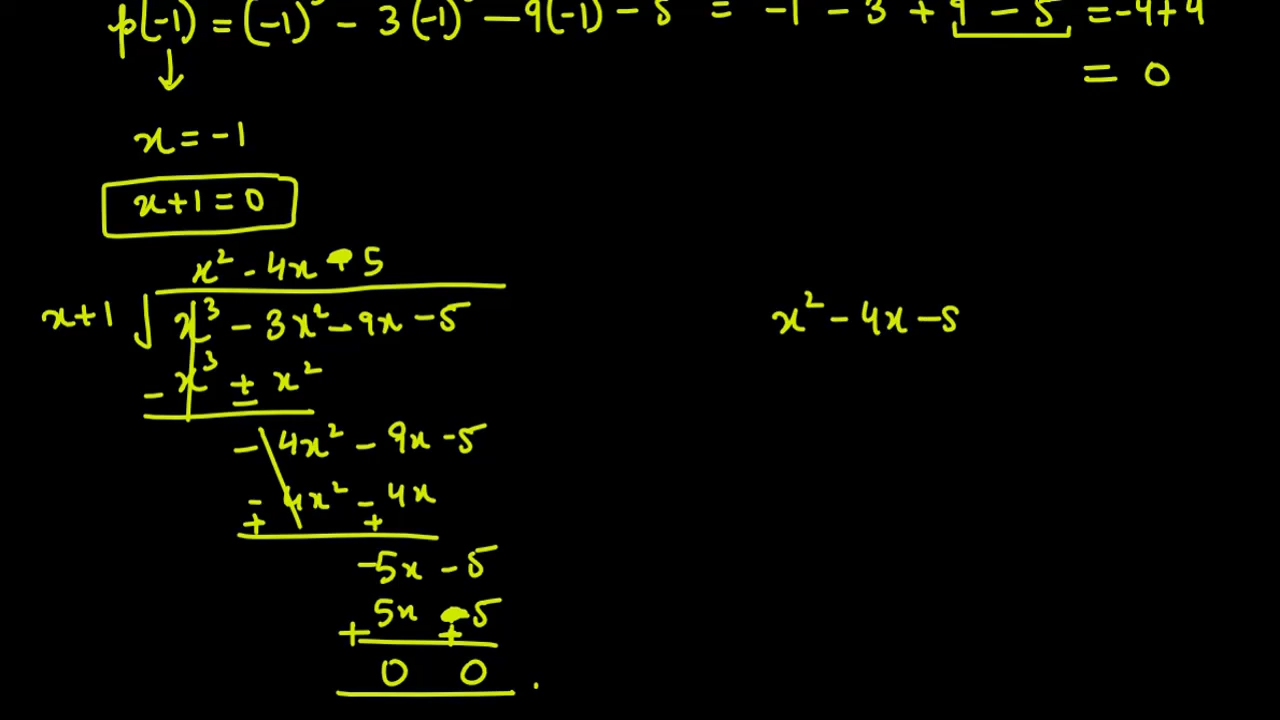 p(-1) = (-1)³ - 3(-1)² - 9(-1) - 5 = -1 - 3 + 9 - 5 = -4+4
= 0
↓
x = -1
x+1 = 0
x² - 4x - 5
x+1 √ x³ - 3x² - 9x - 5
- x³ ± x²
- 4x² - 9x - 5
- 4x² - 4x
+ +
-5x - 5
5x - 5
+ +
0 0 .
x² - 4x - 5